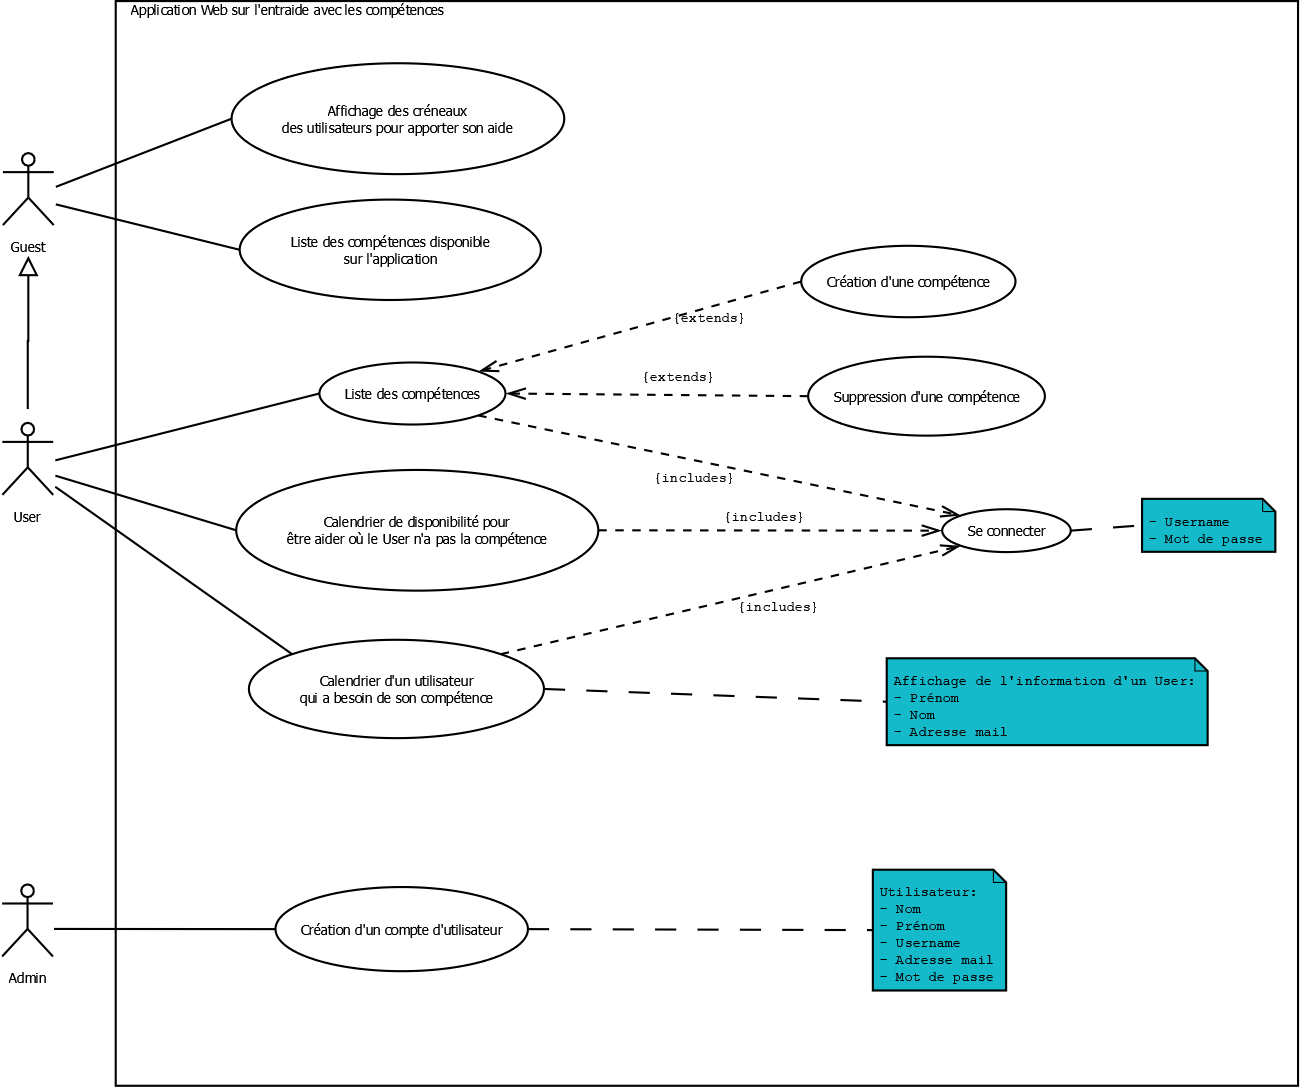 Application Web sur l'entraide avec les compétences
Affichage des créneaux
des utilisateurs pour apporter son aide
Guest
Liste des compétences disponible
sur l'application
Création d'une compétence
{extends}
{extends}
Liste des compétences
Suppression d'une compétence
{includes}
User
Calendrier de disponibilité pour
être aider où le User n'a pas la compétence
{includes}
Se connecter
- Username
- Mot de passe
{includes}
Calendrier d'un utilisateur
qui a besoin de son compétence
Affichage de l'information d'un User:
- Prénom
- Nom
- Adresse mail
Admin
Création d'un compte d'utilisateur
Utilisateur:
- Nom
- Prénom
- Username
- Adresse mail
- Mot de passe